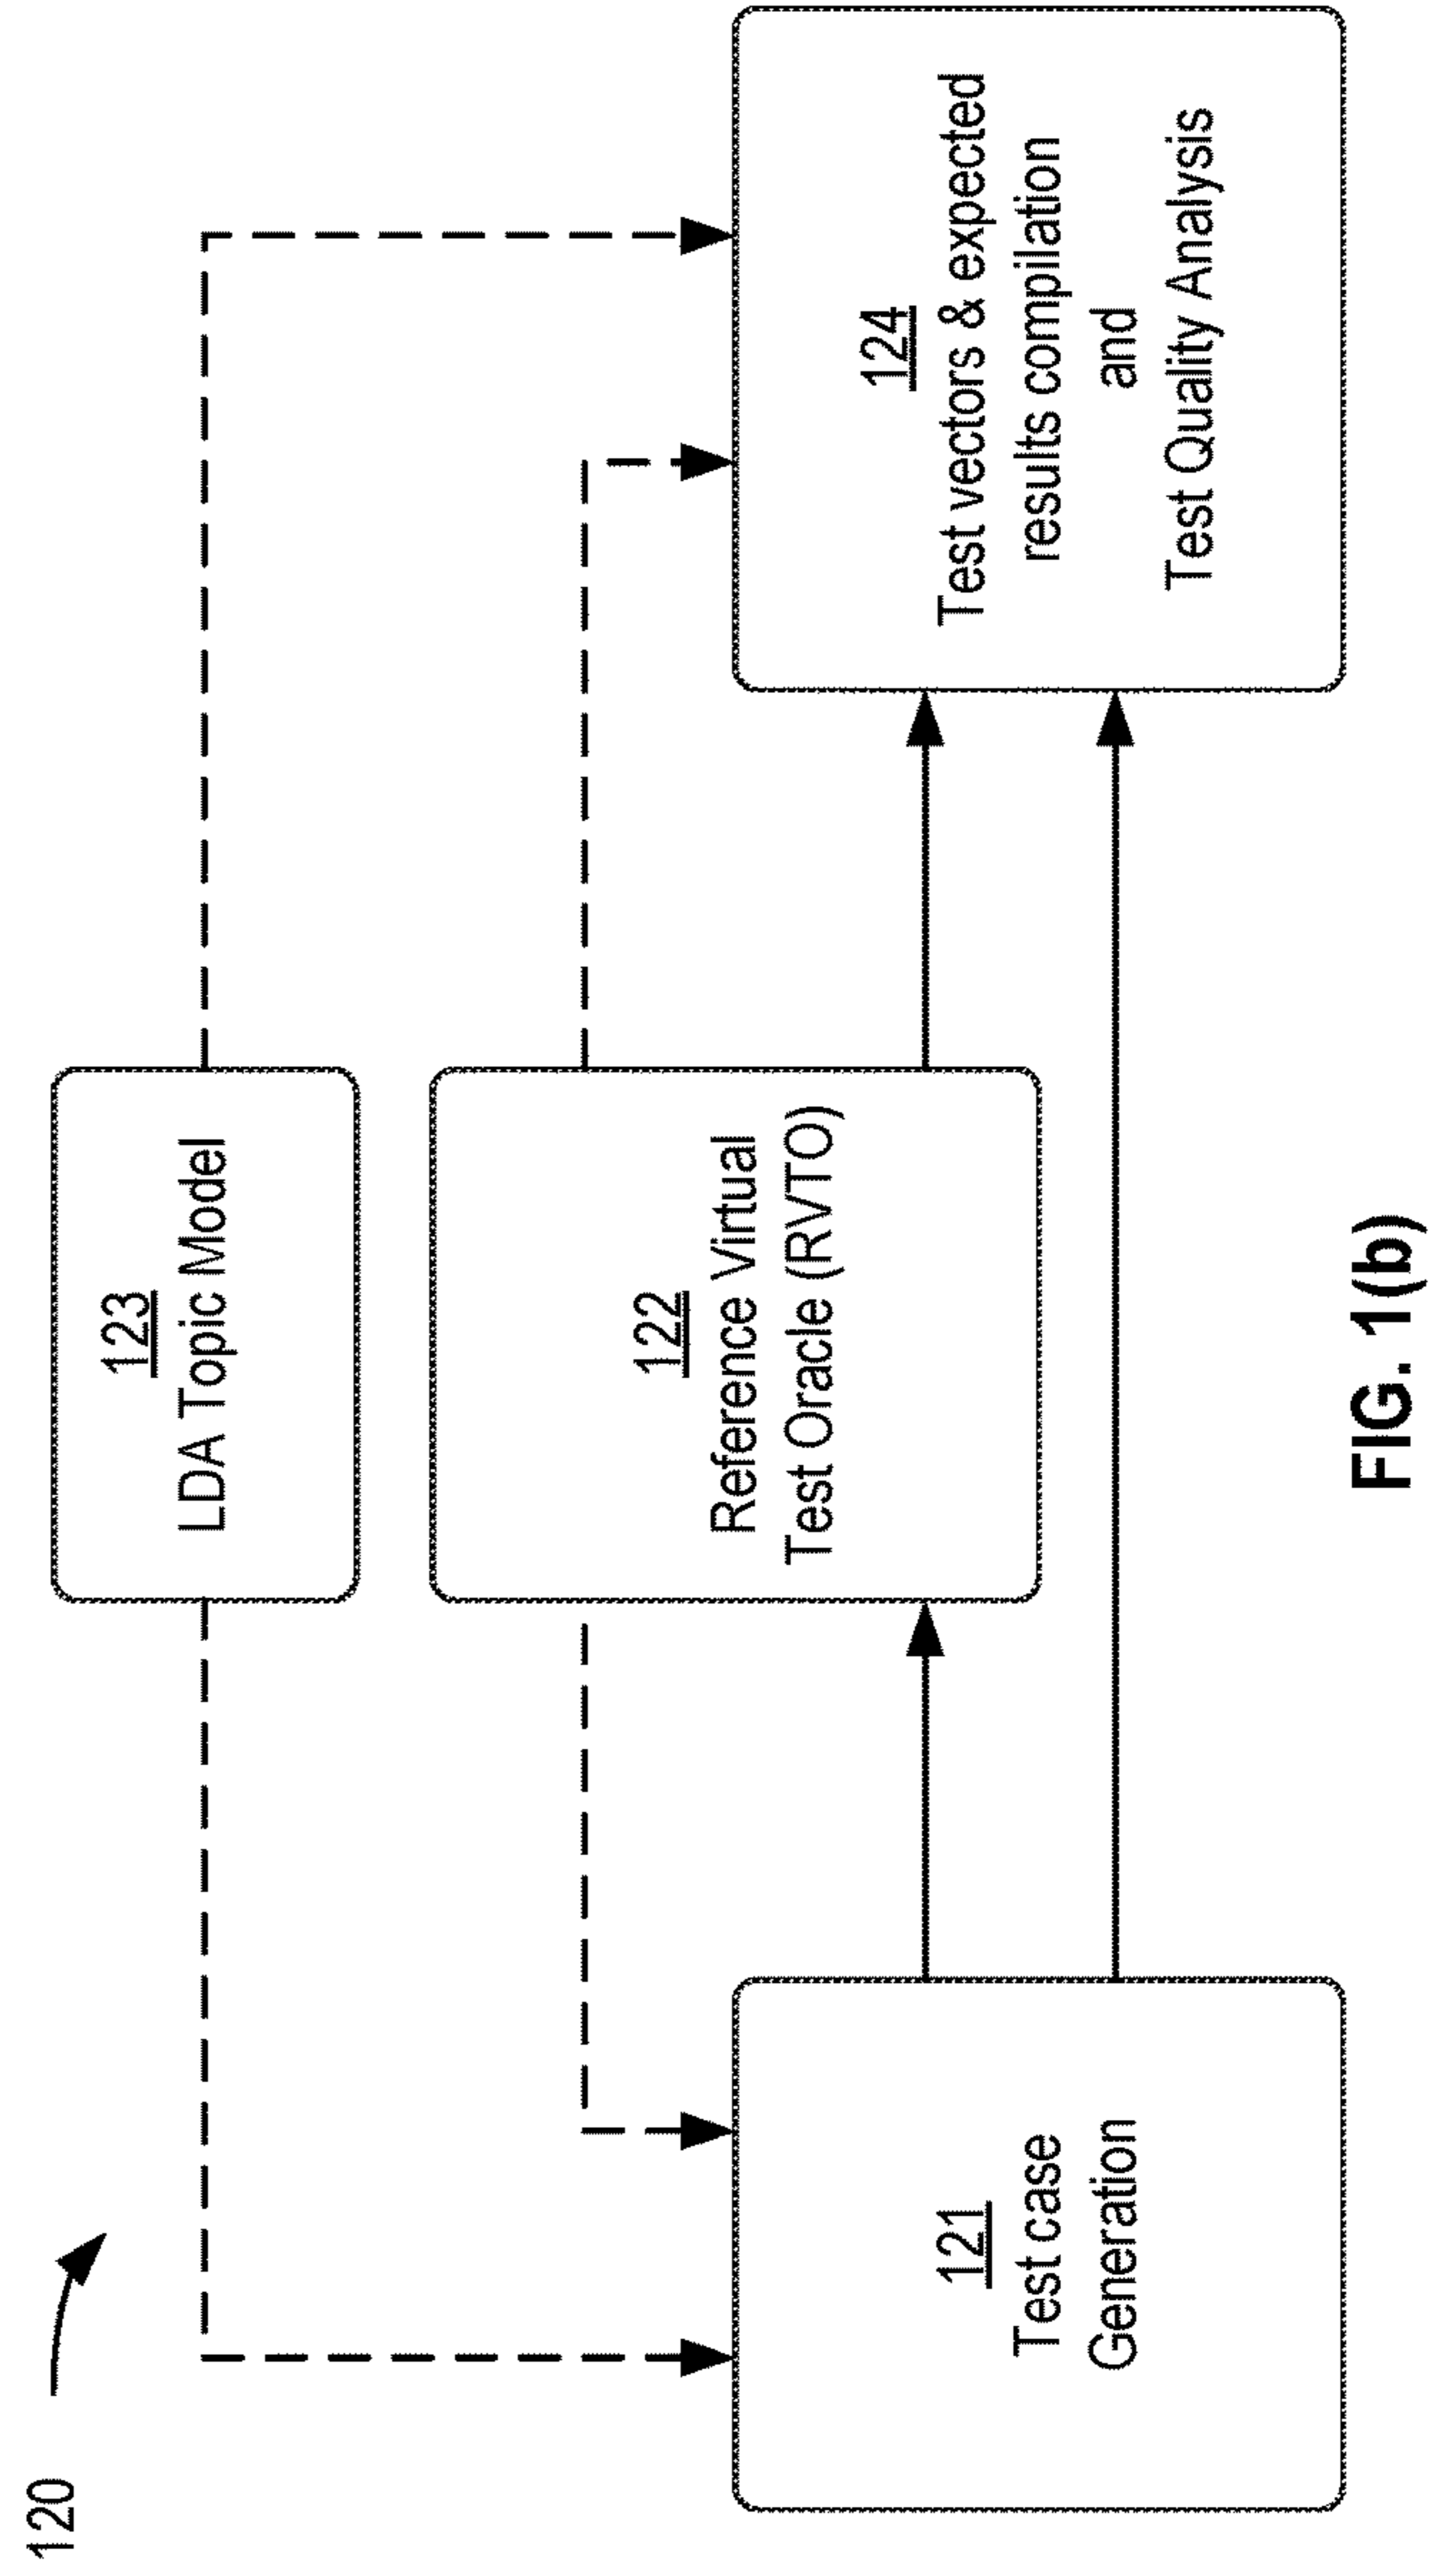 120
123
LDA Topic Model
122
Reference Virtual
Test Oracle (RVTO)
121
Test case
Generation
124
Test vectors & expected
results compilation
and
Test Quality Analysis
FIG. 1(b)